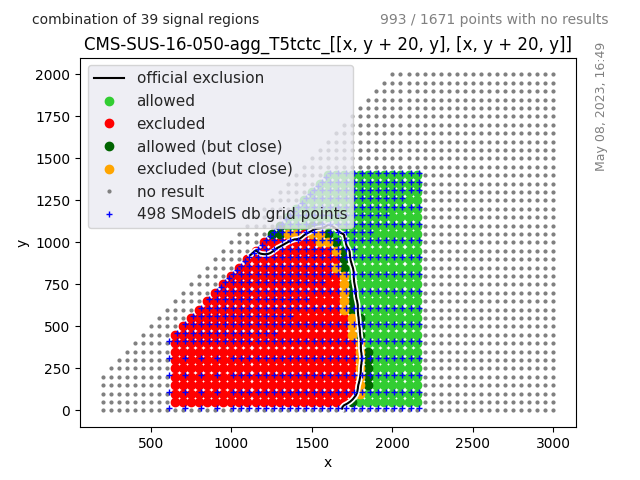 combination of 39 signal regions
993 / 1671 points with no results
CMS-SUS-16-050-agg_T5tctc_[[x, y + 20, y], [x, y + 20, y]]
May 08, 2023, 16:49
official exclusion
allowed
excluded
allowed (but close)
excluded (but close)
no result
498 SModelS db grid points
y
2000
1750
1500
1250
1000
750
500
250
0
500
1000
1500
2000
2500
3000
x